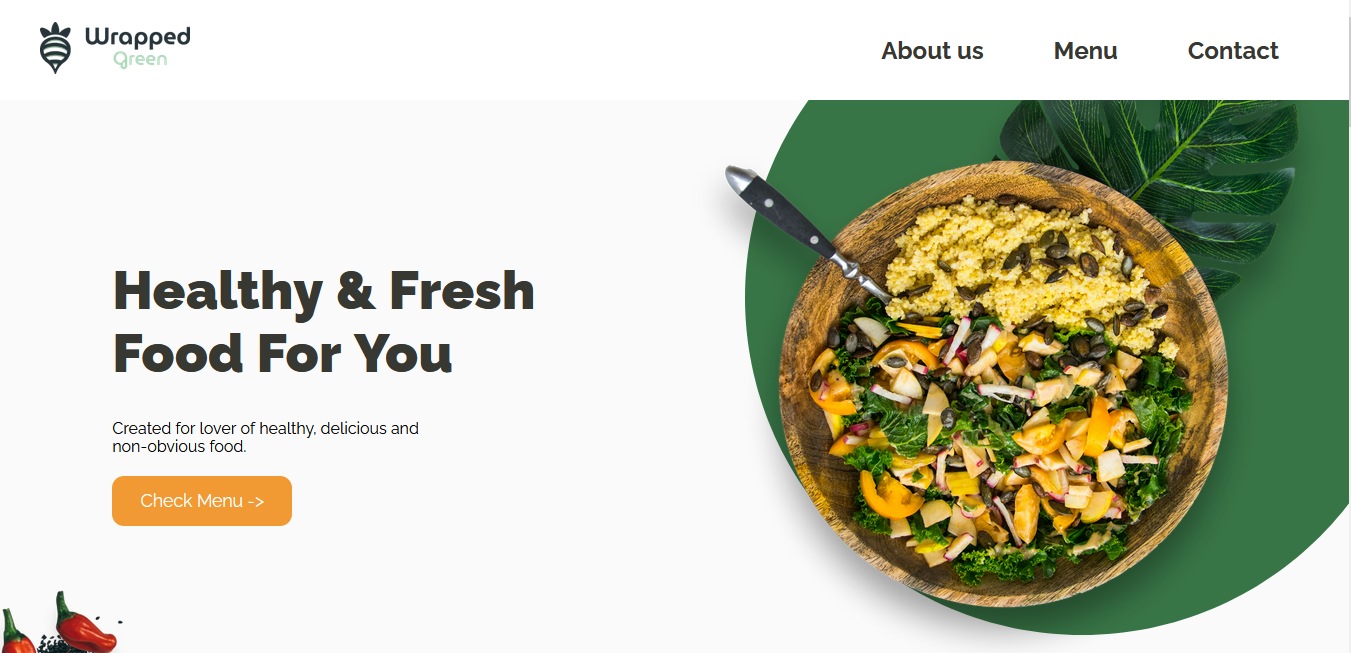 Wrapped
green
About us
Menu
Contact
Healthy & Fresh
Food For You
Created for lover of healthy, delicious and
non-obvious food.
Check Menu ->